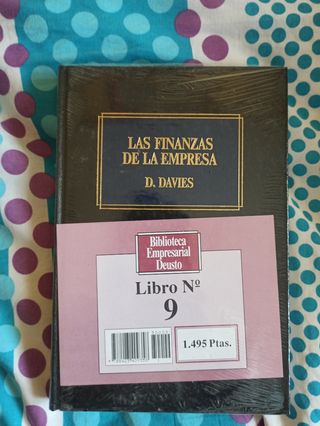 LAS FINANZAS
DE LA EMPRESA
D. DAVIES
Biblioteca
Empresarial
Deusto
Libro Nº
9
1.495 Ptas.